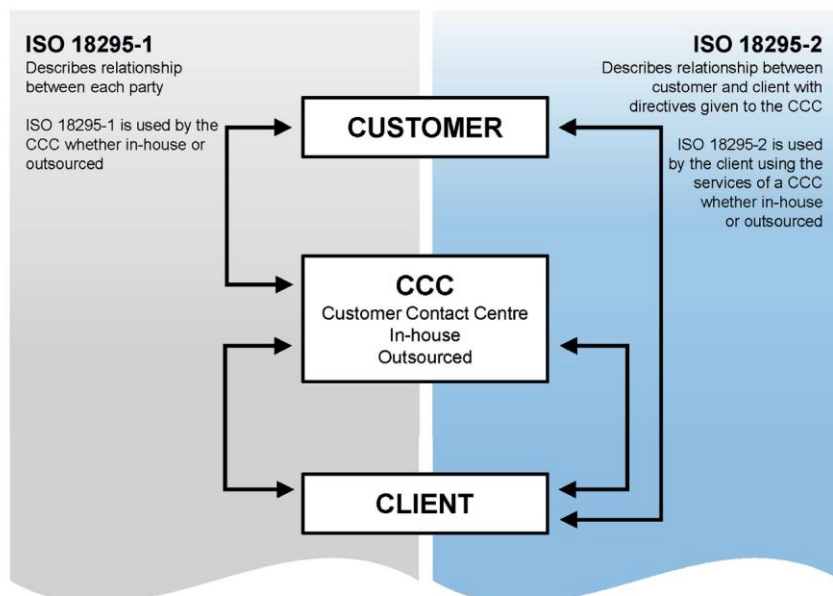 ISO 18295-1
Describes relationship
between each party
ISO 18295-1 is used by the
CCC whether in-house or
outsourced
ISO 18295-2
Describes relationship between
customer and client with
directives given to the CCC
ISO 18295-2 is used
by the client using the
services of a CCC
whether in-house
or outsourced
CUSTOMER
CCC
Customer Contact Centre
In-house
Outsourced
CLIENT